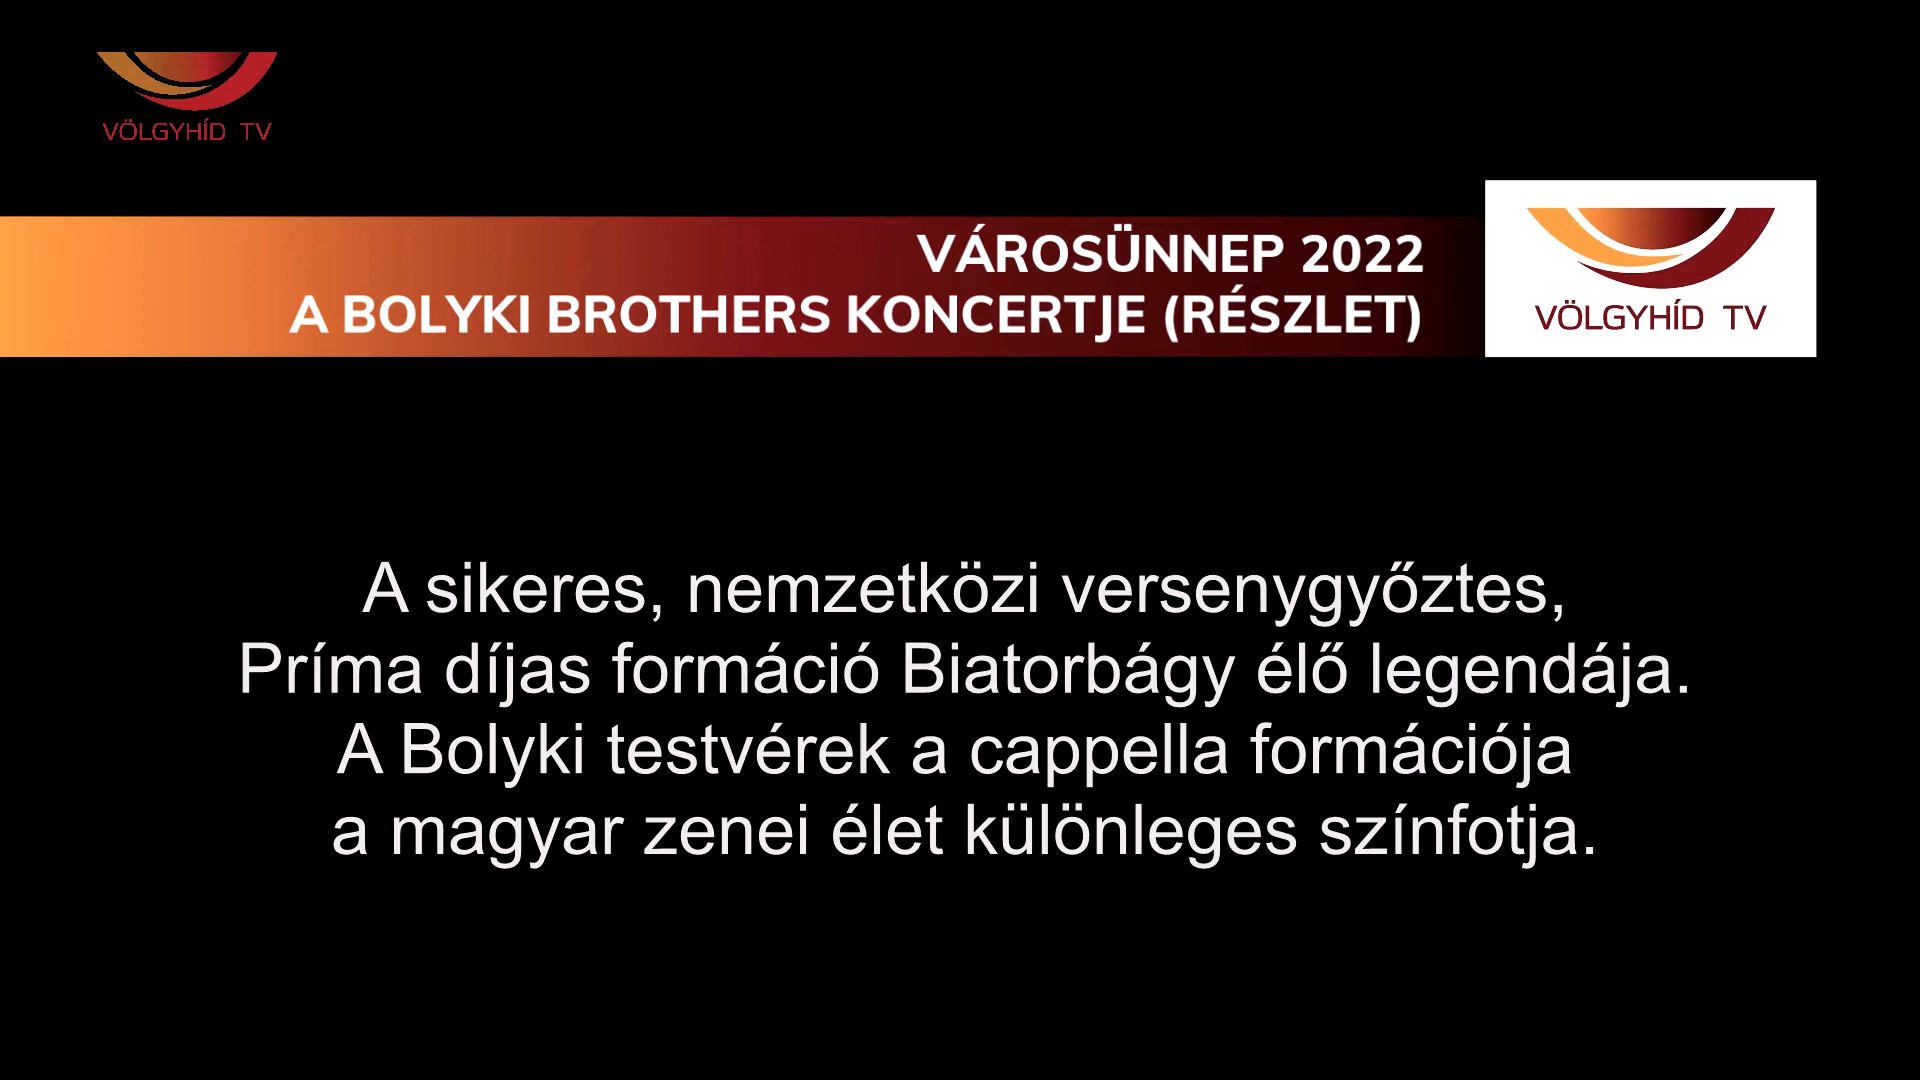 VÖLGYHÍD TV
VÁROSÜNNEP 2022
A BOLYKI BROTHERS KONCERTJE (RÉSZLET)
VÖLGYHÍD TV
A sikeres, nemzetközi versenygyőztes,
Príma díjas formáció Biatorbágy élő legendája.
A Bolyki testvérek a cappella formációja
a magyar zenei élet különleges színfotja.